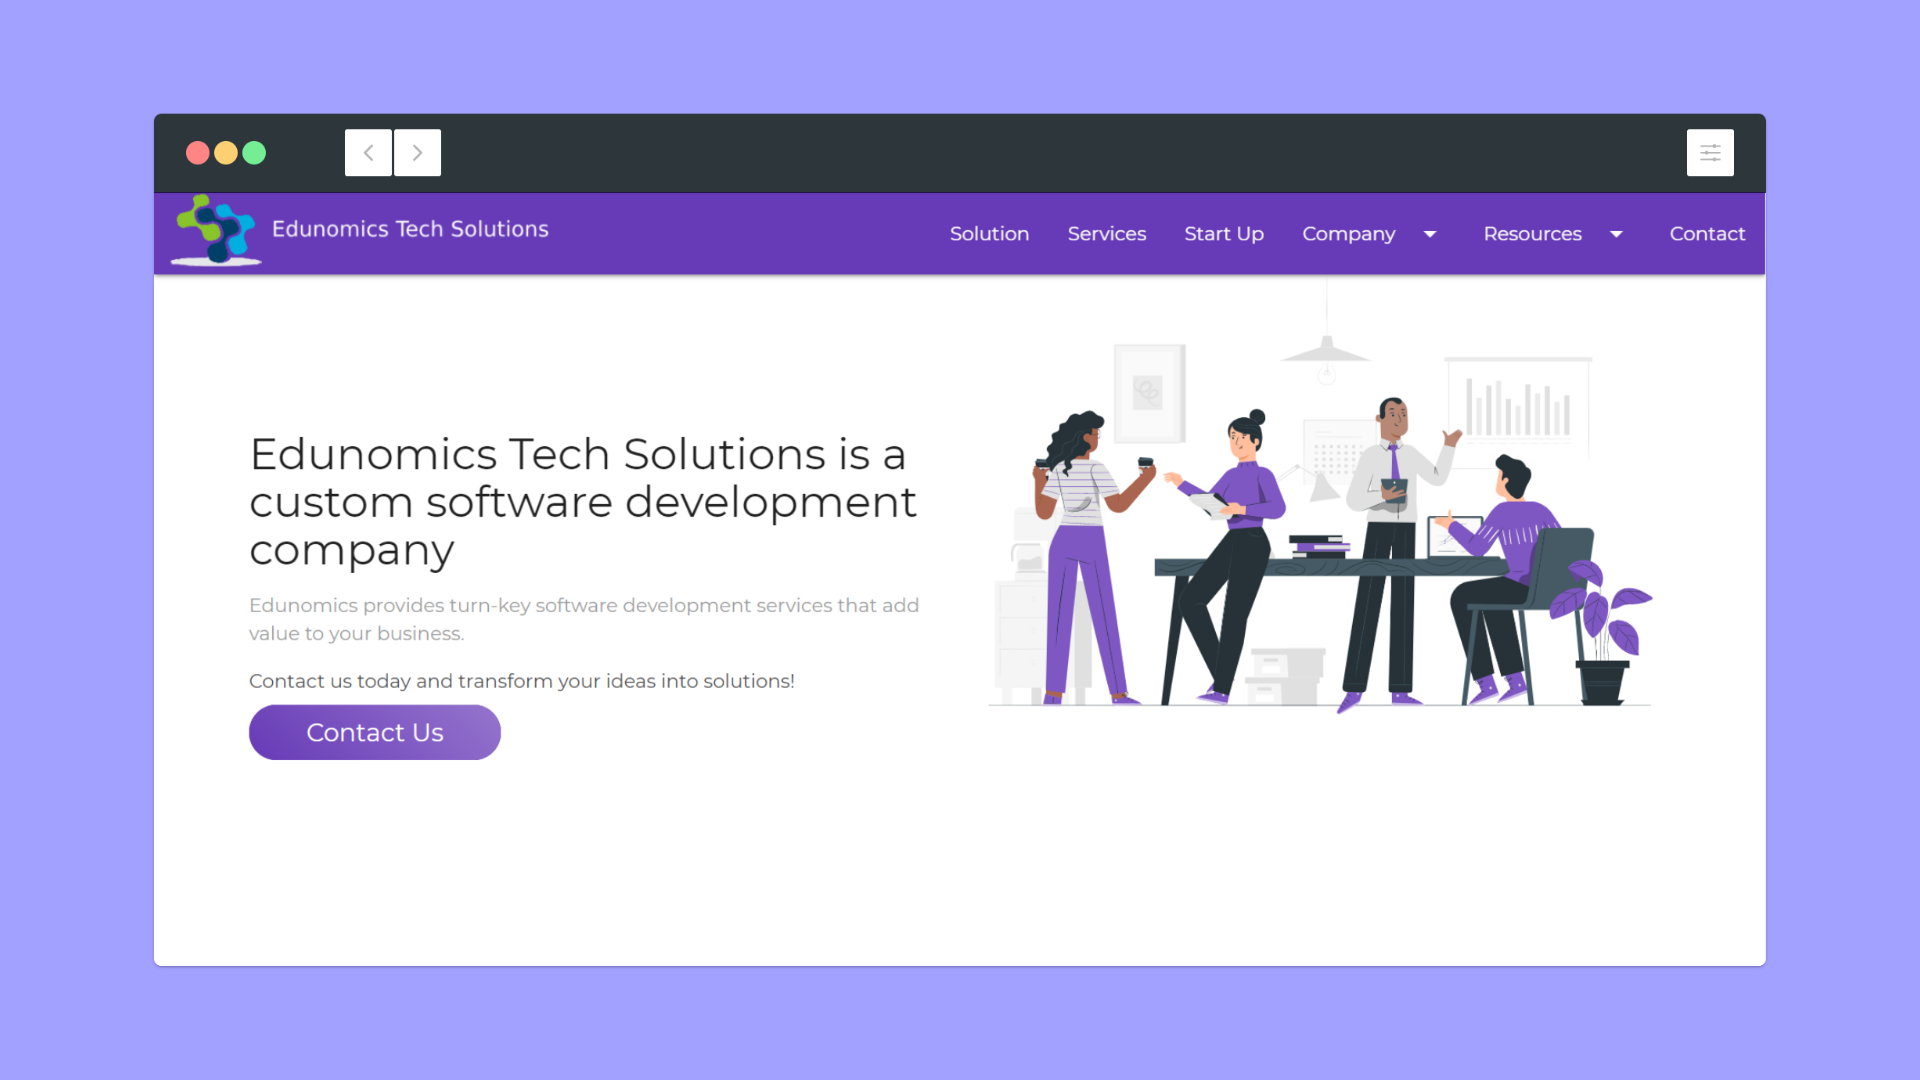 Edunomics Tech Solutions
Solution Services Start Up Company Resources Contact
Edunomics Tech Solutions is a
custom software development
company
Edunomics provides turn-key software development services that add
value to your business.
Contact us today and transform your ideas into solutions!
Contact Us